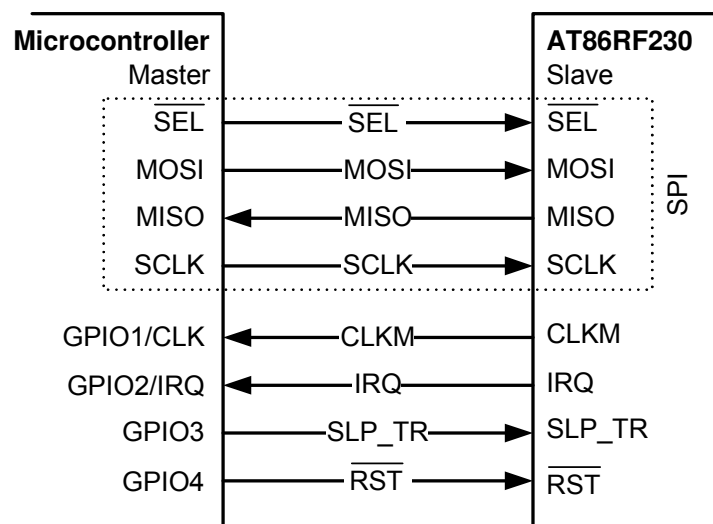 Microcontroller AT86RF230
Master Slave
SEL SEL SEL
MOSI MOSI MOSI
MISO MISO MISO
SCLK SCLK SCLK
SPI
GPIO1/CLK CLKM CLKM
GPIO2/IRQ IRQ IRQ
GPIO3 SLP_TR SLP_TR
GPIO4 RST RST